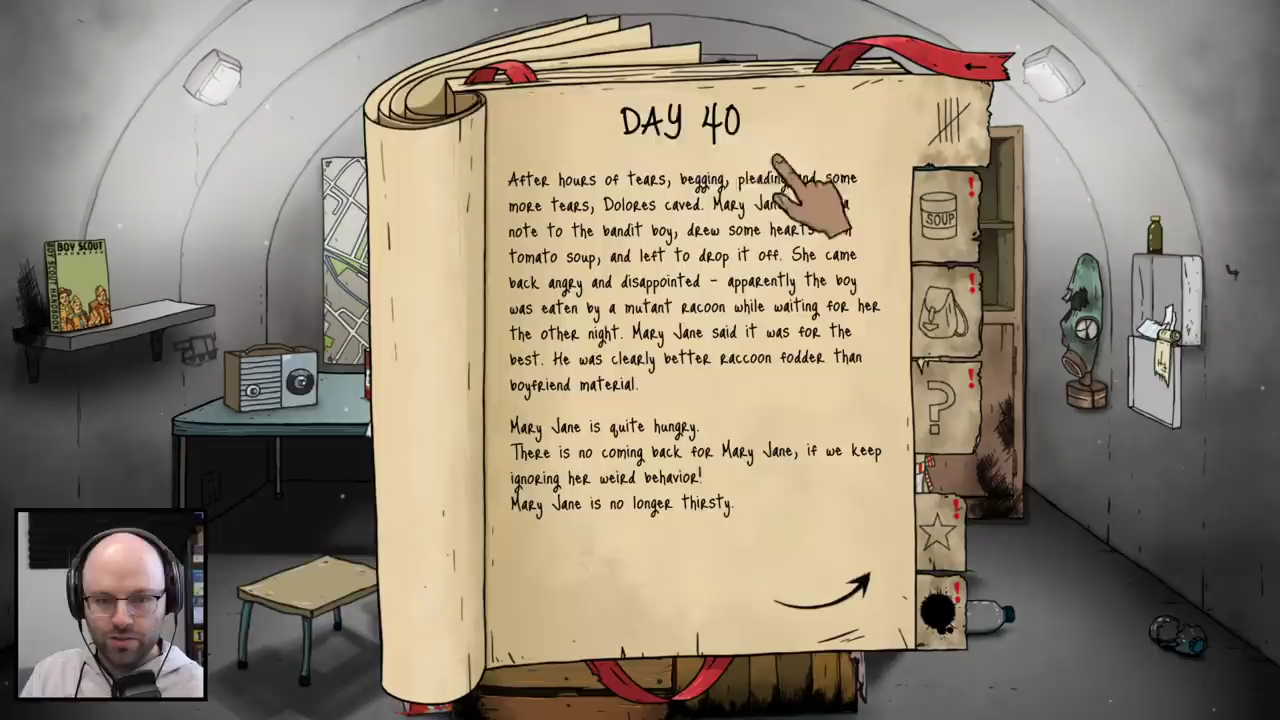 DAY 40
After hours of tears, begging, pleading and some
more tears, Dolores caved. Mary Jan
note to the bandit boy, drew some hearts
tomato soup, and left to drop it off. She came
back angry and disappointed - apparently the boy
was eaten by a mutant racoon while waiting for her
the other night. Mary Jane said it was for the
best. He was clearly better raccoon fodder than
boyfriend material.
Mary Jane is quite hungry.
There is no coming back for Mary Jane, if we keep
ignoring her weird behavior!
Mary Jane is no longer thirsty.
SOUP
!
!
?
!
!
!
BOY SCOUT
BOY SCOUT HANDBOOK